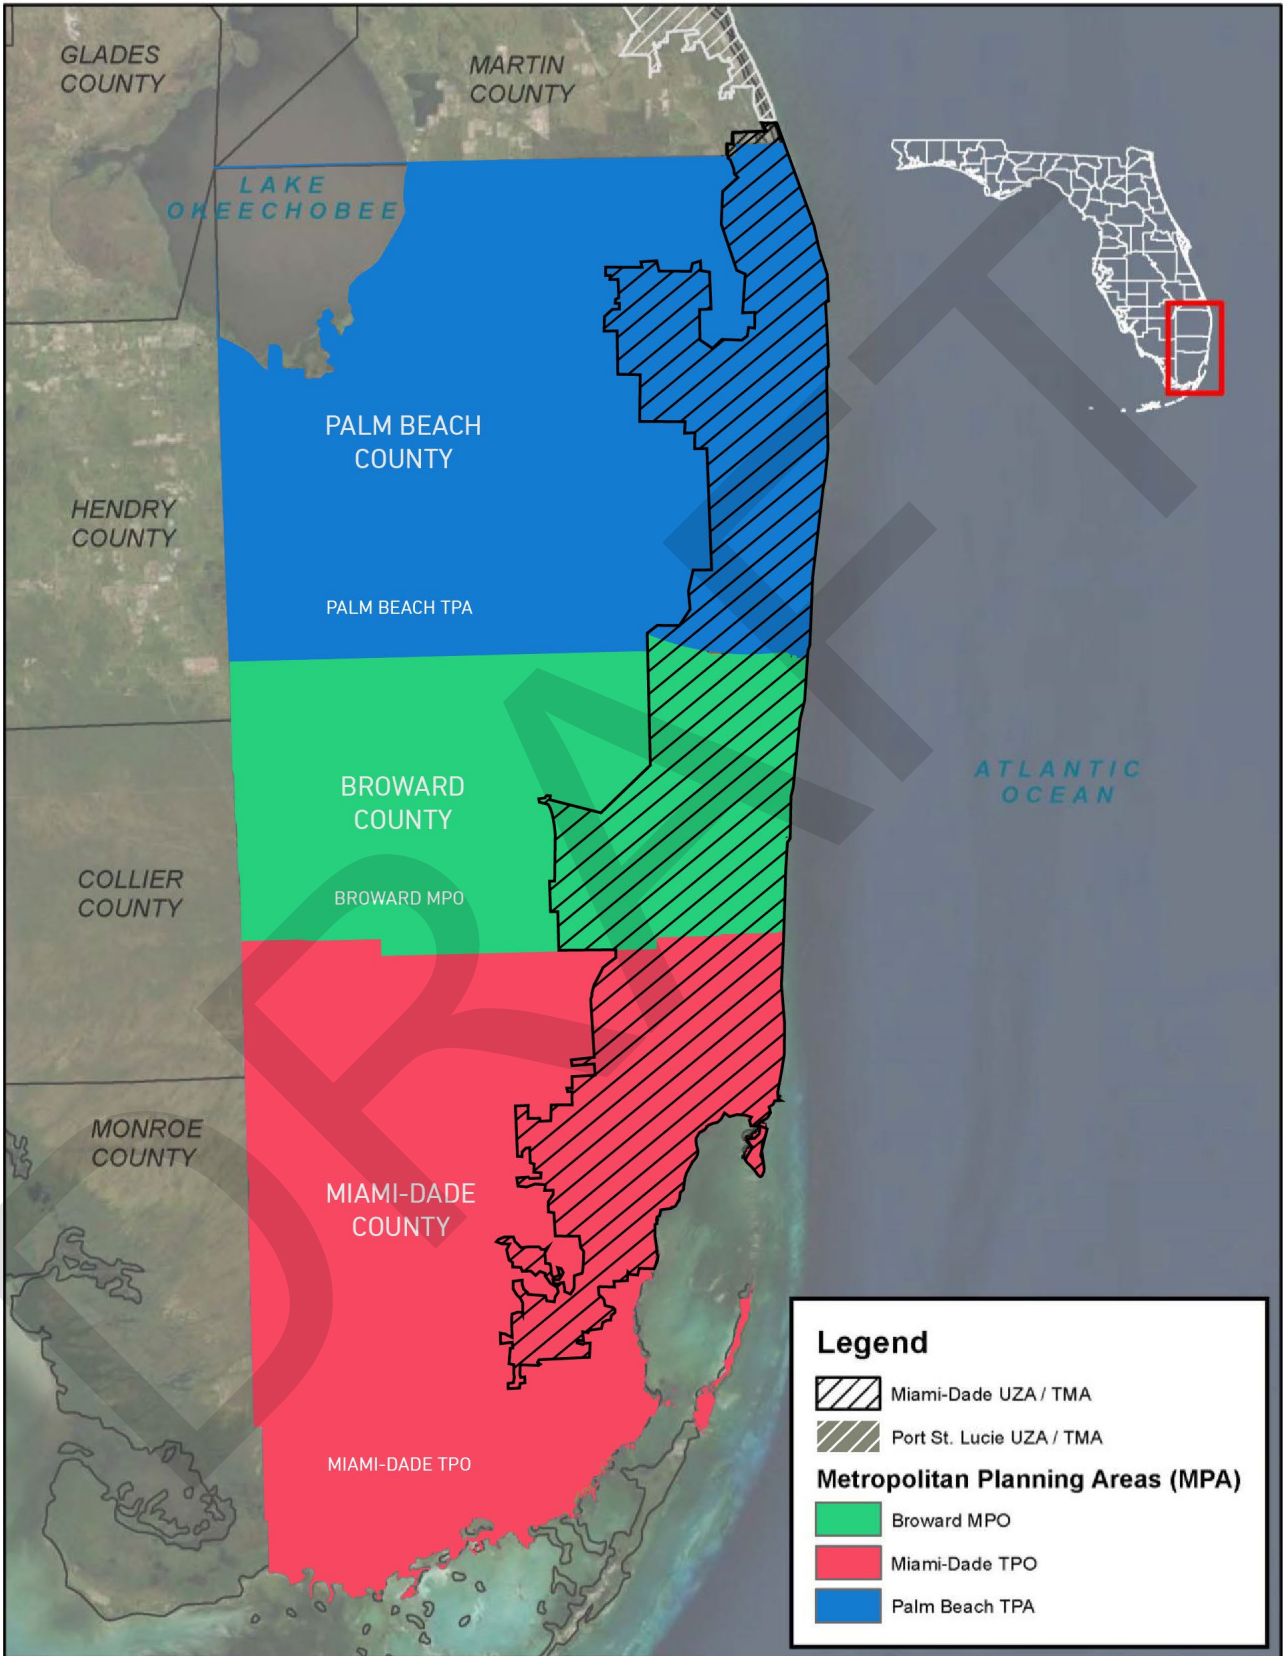 GLADES
COUNTY
MARTIN
COUNTY
LAKE
OKEECHOBEE
PALM BEACH
COUNTY
HENDRY
COUNTY
PALM BEACH TPA
BROWARD
COUNTY
ATLANTIC
OCEAN
COLLIER
COUNTY
BROWARD MPO
MONROE
COUNTY
MIAMI-DADE
COUNTY
MIAMI-DADE TPO
DRAFT
Legend
Miami-Dade UZA / TMA
Port St. Lucie UZA / TMA
Metropolitan Planning Areas (MPA)
Broward MPO
Miami-Dade TPO
Palm Beach TPA